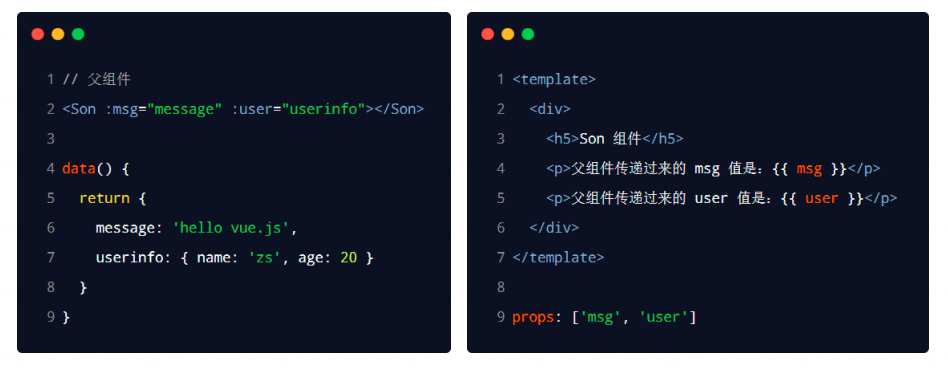 1 // 父组件
2 <Son :msg="message" :user="userinfo"></Son>
3
4 data() {
5   return {
6     message: 'hello vue.js',
7     userinfo: { name: 'zs', age: 20 }
8   }
9 }
1 <template>
2   <div>
3     <h5>Son 组件</h5>
4     <p>父组件传递过来的 msg 值是：{{ msg }}</p>
5     <p>父组件传递过来的 user 值是：{{ user }}</p>
6   </div>
7 </template>
8
9 props: ['msg', 'user']